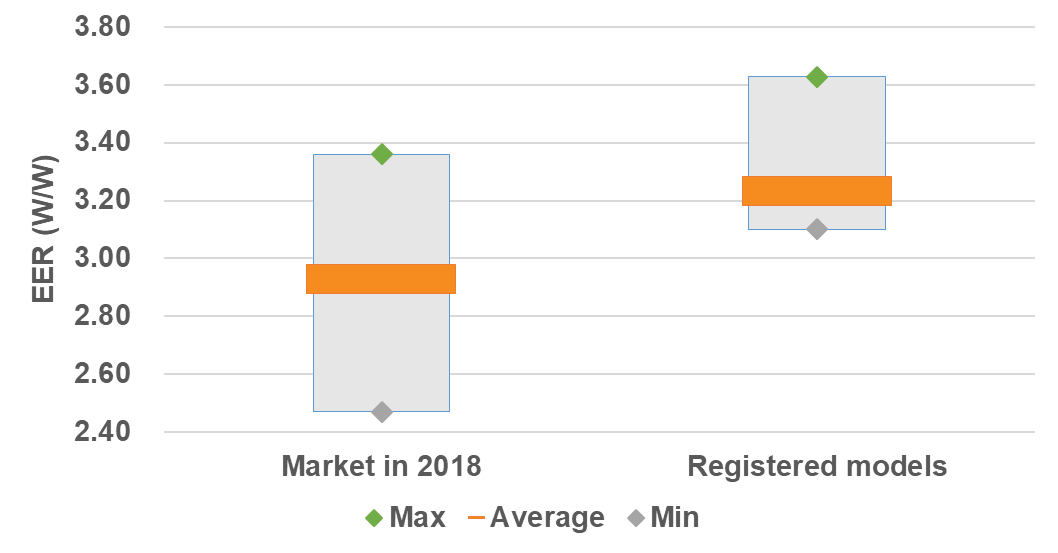 3.80
3.60
3.40
3.20
3.00
2.80
2.60
2.40
EER (W/W)
Market in 2018 Registered models
Max Average Min